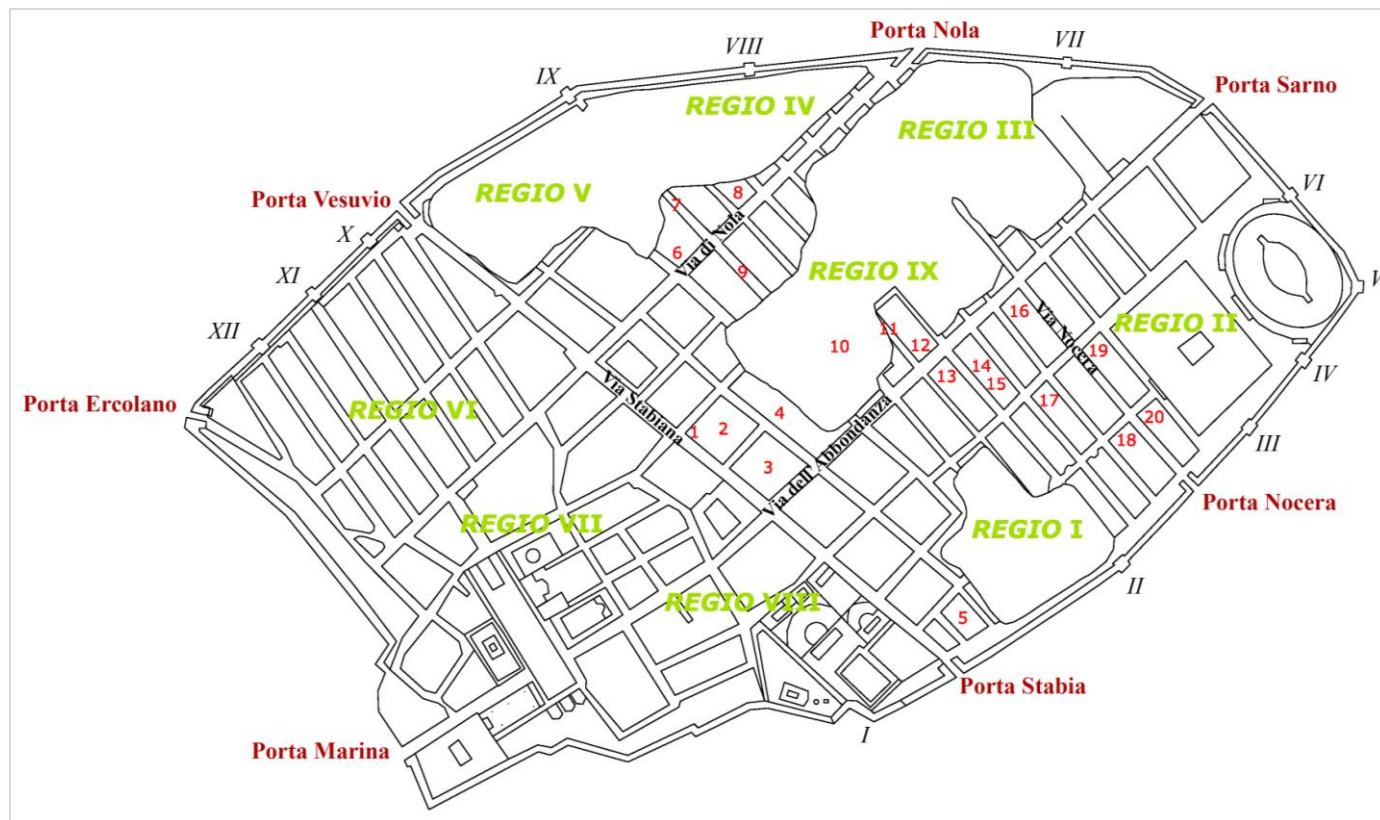 Porta Nola
VIII
VII
IX
Porta Sarno
REGIO IV
REGIO III
Porta Vesuvio
REGIO V
8
7
VI
X
Via di Nola
6
9
XI
REGIO IX
16
Via Nocera
REGIO II
XII
11
10
12
19
IV
14
13
15
Via Stabiana
Porta Ercolano
REGIO VI
17
4
Via dell' Abbondanza
1
2
20
18
III
3
Porta Nocera
REGIO VII
REGIO I
II
REGIO VIII
5
Porta Stabia
I
Porta Marina